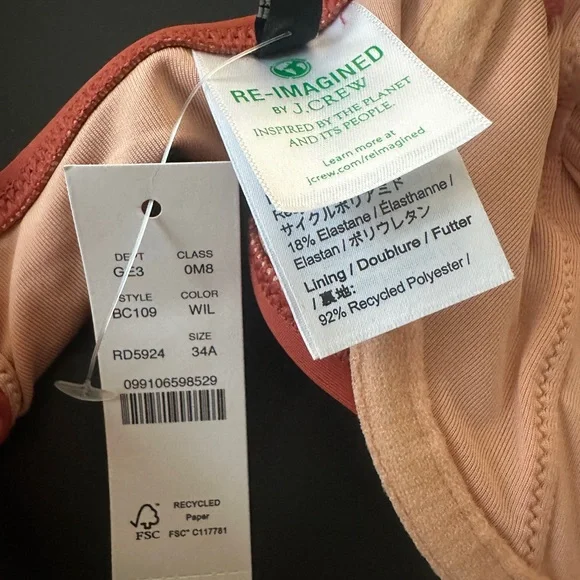 RE-IMAGINED
BY J.CREW
INSPIRED BY THE PLANET
AND ITS PEOPLE.
Learn more at
jcrew.com/reimagined
サイクルポリアミド
18% Elastane / Élasthanne /
Elastan / ポリウレタン
Lining / Doublure / Futter
/ 裏地:
92% Recycled Polyester /
DEPT CLASS
GE3 0M8
STYLE COLOR
BC109 WIL
SIZE
RD5924 34A
099106598529
FSC
RECYCLED
Paper
FSC™ C117781